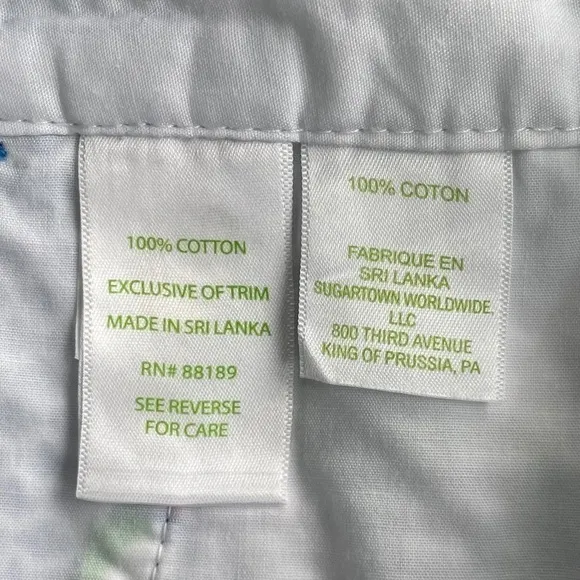 100% COTTON
EXCLUSIVE OF TRIM
MADE IN SRI LANKA
RN# 88189
SEE REVERSE
FOR CARE
100% COTON
FABRIQUE EN
SRI LANKA
SUGARTOWN WORLDWIDE,
LLC
800 THIRD AVENUE
KING OF PRUSSIA, PA